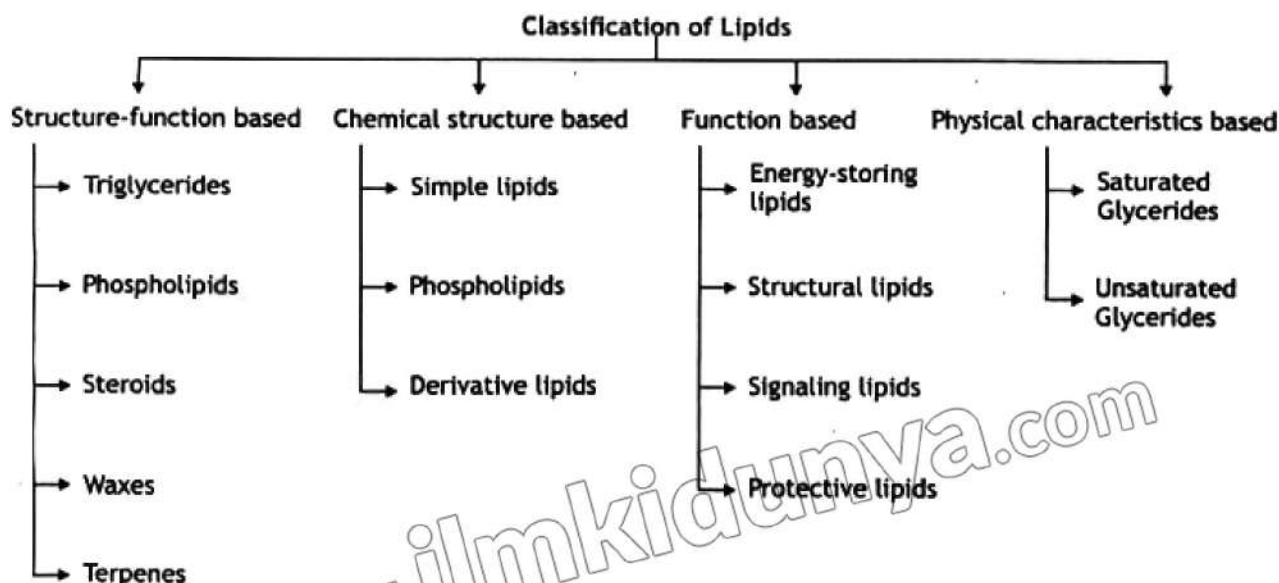 Classification of Lipids
Structure-function based
Triglycerides
Phospholipids
Steroids
Waxes
Terpenes
Chemical structure based
Simple lipids
Phospholipids
Derivative lipids
Function based
Energy-storing
lipids
Structural lipids
Signaling lipids
Protective lipids
Physical characteristics based
Saturated
Glycerides
Unsaturated
Glycerides
.ilmkidunya.com